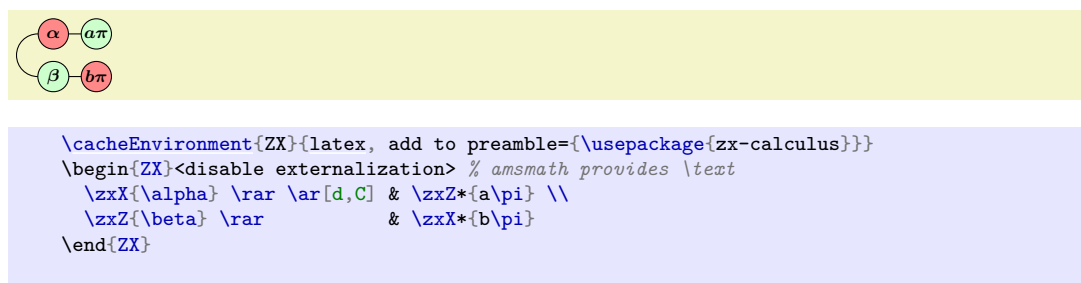 α aπ
β bπ
\cacheEnvironment{ZX}{latex, add to preamble={\usepackage{zx-calculus}}}
\begin{ZX}<disable externalization> % amsmath provides \text
  \zxX{\alpha} \rar \ar[d,C] & \zxZ*{a\pi} \\
  \zxZ{\beta} \rar           & \zxX*{b\pi}
\end{ZX}